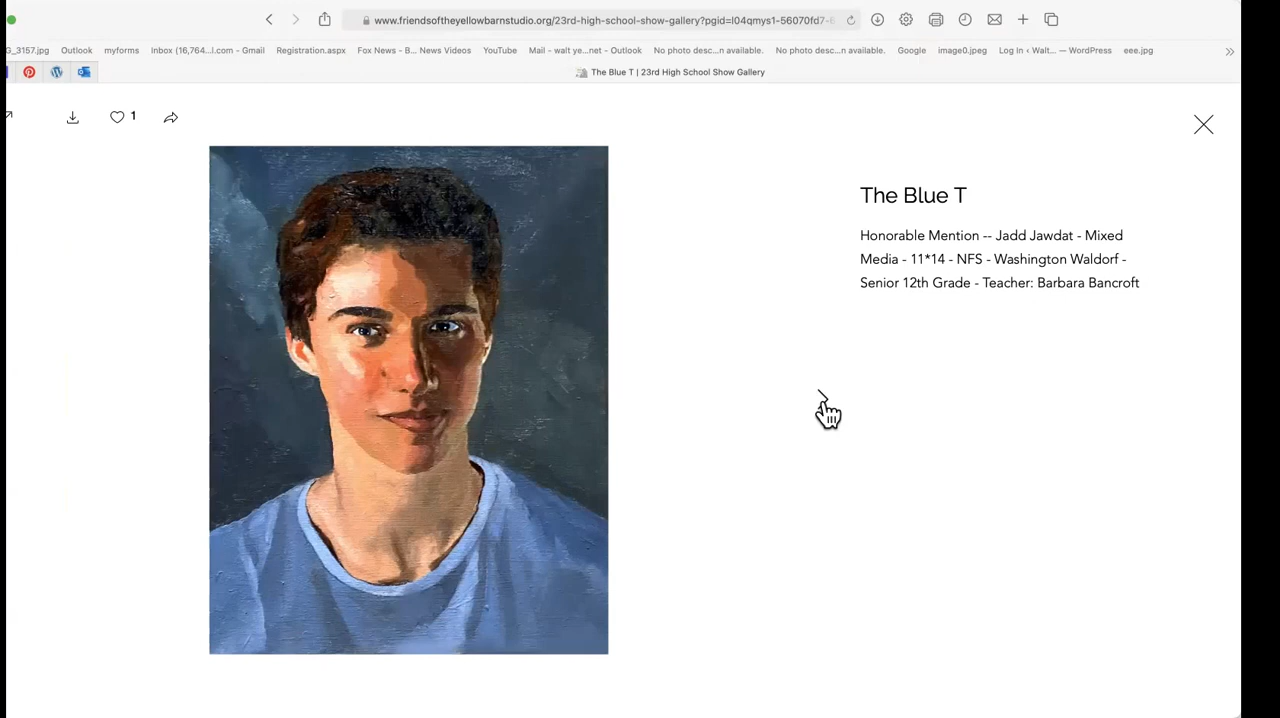 www.friendsoftheyellowbarnstudio.org/23rd-high-school-show-gallery?pgid=l04qmys1-56070fd7-6
G_3157.jpg Outlook myforms Inbox (16,764...l.com - Gmail Registration.aspx Fox News - B... News Videos YouTube Mail - walt ye...net - Outlook No photo desc...n available. No photo desc...n available. Google image0.jpeg Log In ‹ Walt... — WordPress eee.jpg
The Blue T | 23rd High School Show Gallery
1
The Blue T
Honorable Mention -- Jadd Jawdat - Mixed
Media - 11*14 - NFS - Washington Waldorf -
Senior 12th Grade - Teacher: Barbara Bancroft